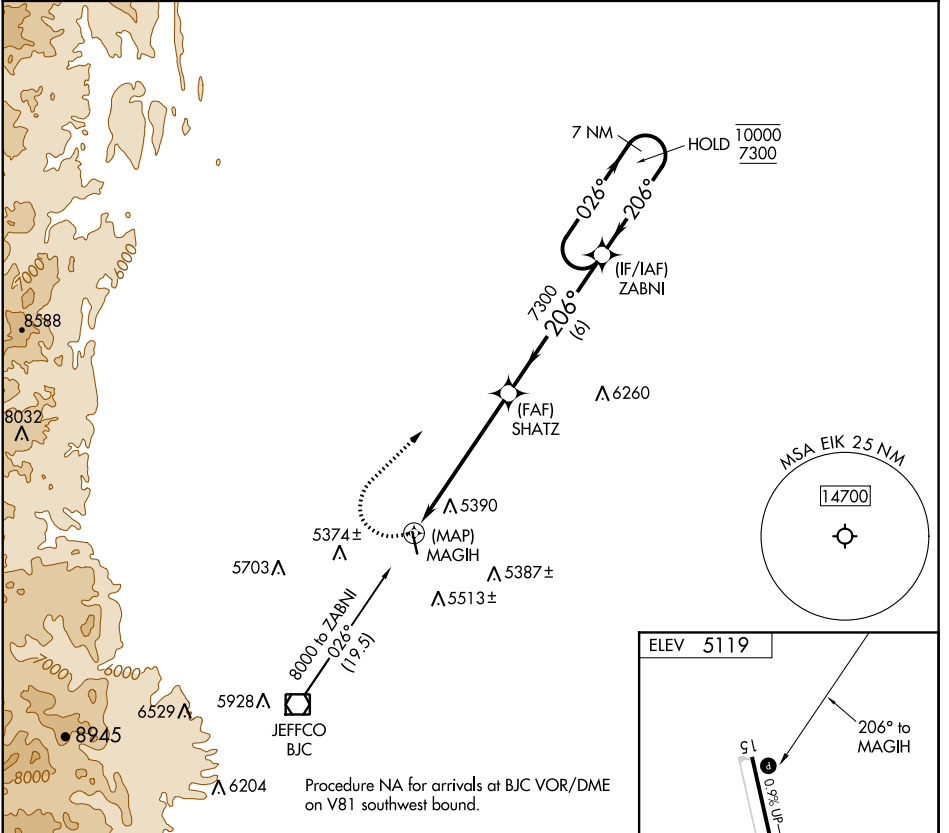 7 NM
HOLD
10000
7300
026°
206°
(IF/IAF)
ZABNI
7300
206°
(6)
6000
7000
8588
8032
(FAF)
SHATZ
6260
MSA EIK 25 NM
14700
5390
5374±
(MAP)
MAGIH
5703
5387±
5513±
8000 to ZABNI
026°
(19.5)
ELEV 5119
7000
6000
6529
5928
JEFFCO
BJC
8945
8000
6204
Procedure NA for arrivals at BJC VOR/DME
on V81 southwest bound.
206° to
MAGIH
15
P
0.9% UP